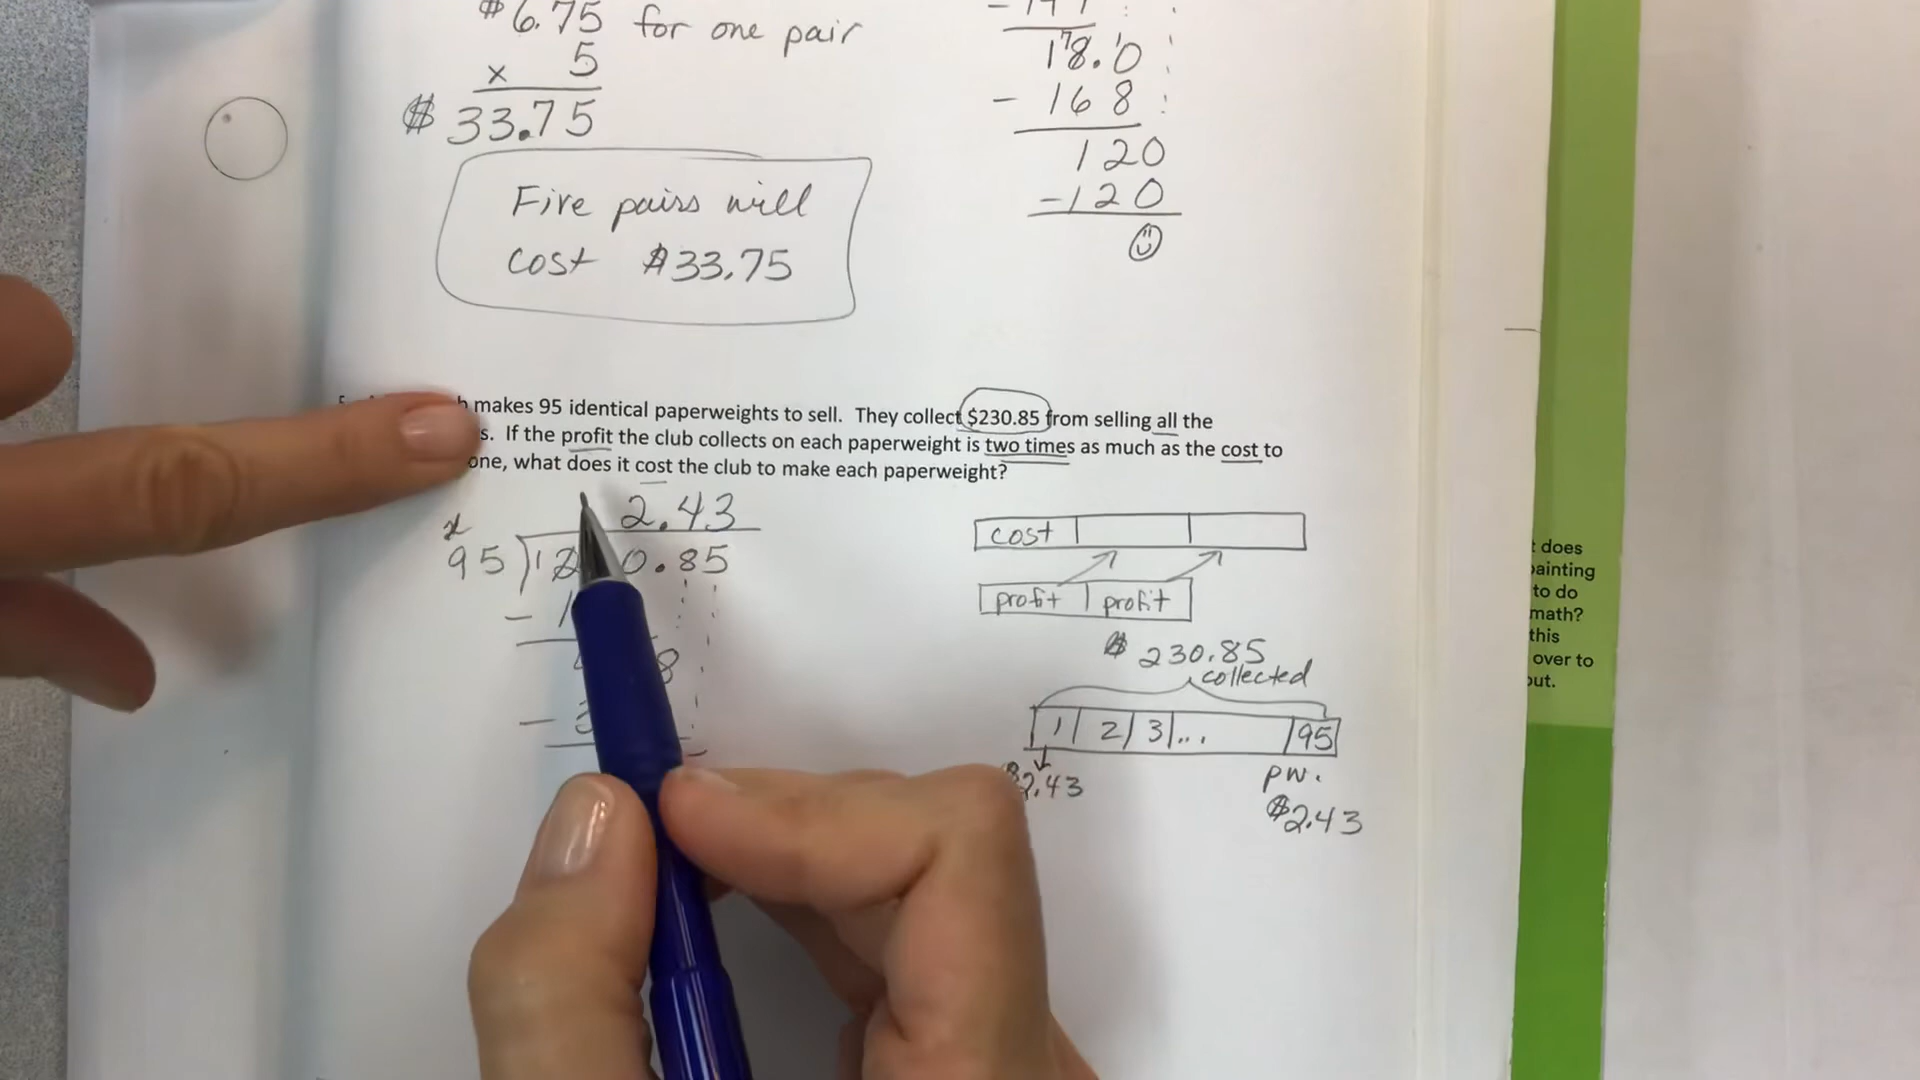 $6.75 for one pair
x 5
$33.75
Five pairs will
cost $33.75
18.0
- 168
120
-120
makes 95 identical paperweights to sell. They collect $230.85 from selling all the
s. If the profit the club collects on each paperweight is two times as much as the cost to
one, what does it cost the club to make each paperweight?
2.43
95 0.85
8
cost
profit profit
$230.85
collected
1 2 3... 95
$2.43
pw.
$2.43
does
painting
to do
math?
this
over to
out.